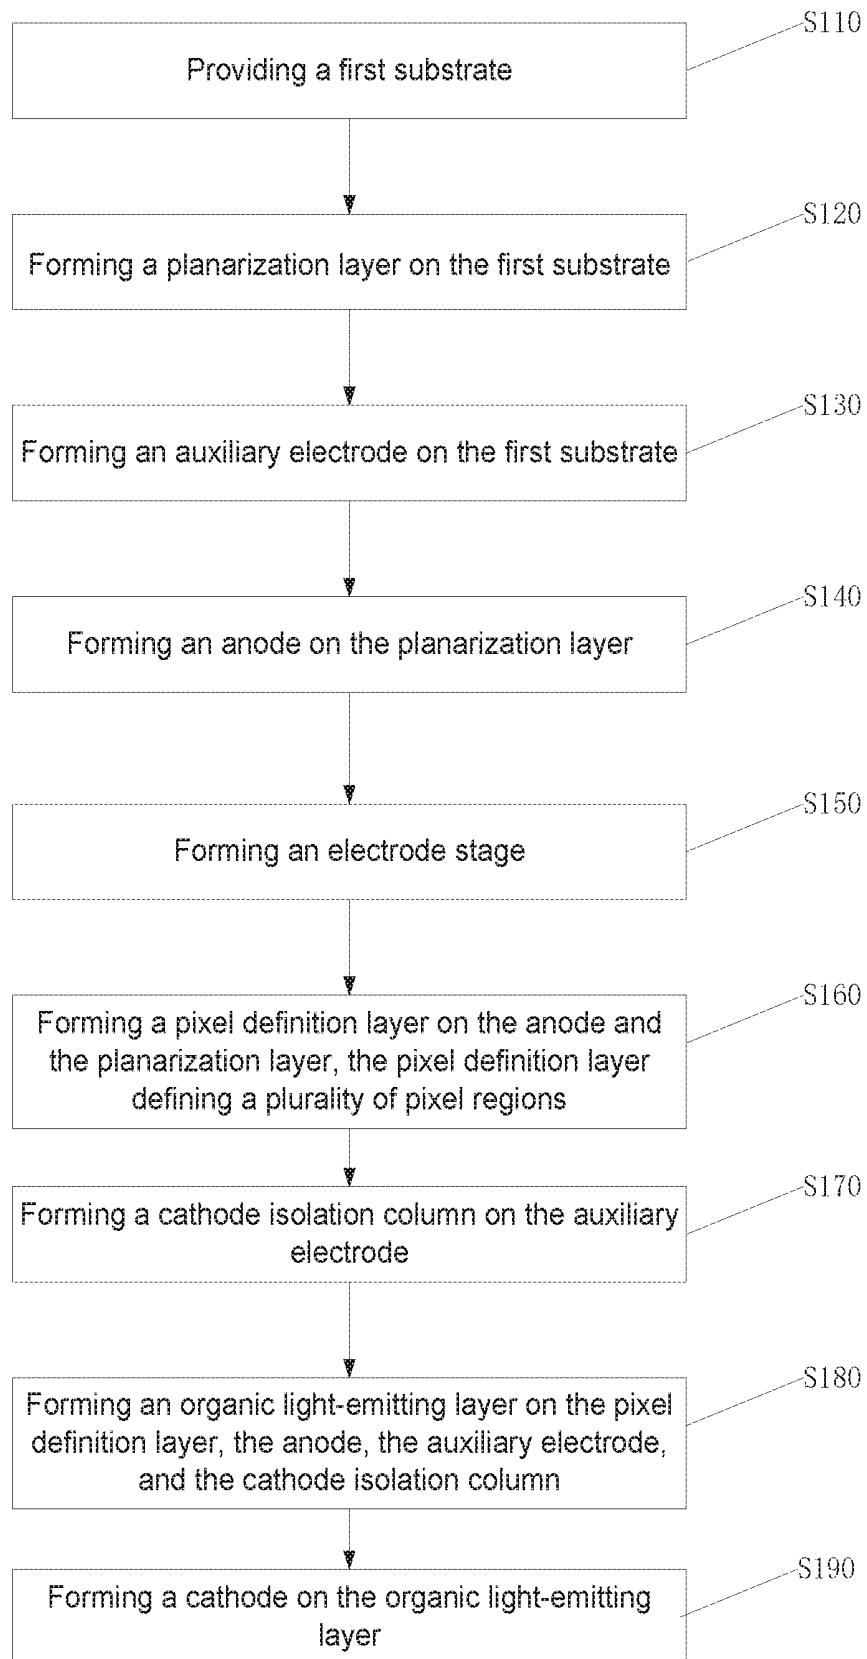 S110
Providing a first substrate
S120
Forming a planarization layer on the first substrate
S130
Forming an auxiliary electrode on the first substrate
S140
Forming an anode on the planarization layer
S150
Forming an electrode stage
S160
Forming a pixel definition layer on the anode and
the planarization layer, the pixel definition layer
defining a plurality of pixel regions
S170
Forming a cathode isolation column on the auxiliary
electrode
S180
Forming an organic light-emitting layer on the pixel
definition layer, the anode, the auxiliary electrode,
and the cathode isolation column
S190
Forming a cathode on the organic light-emitting
layer